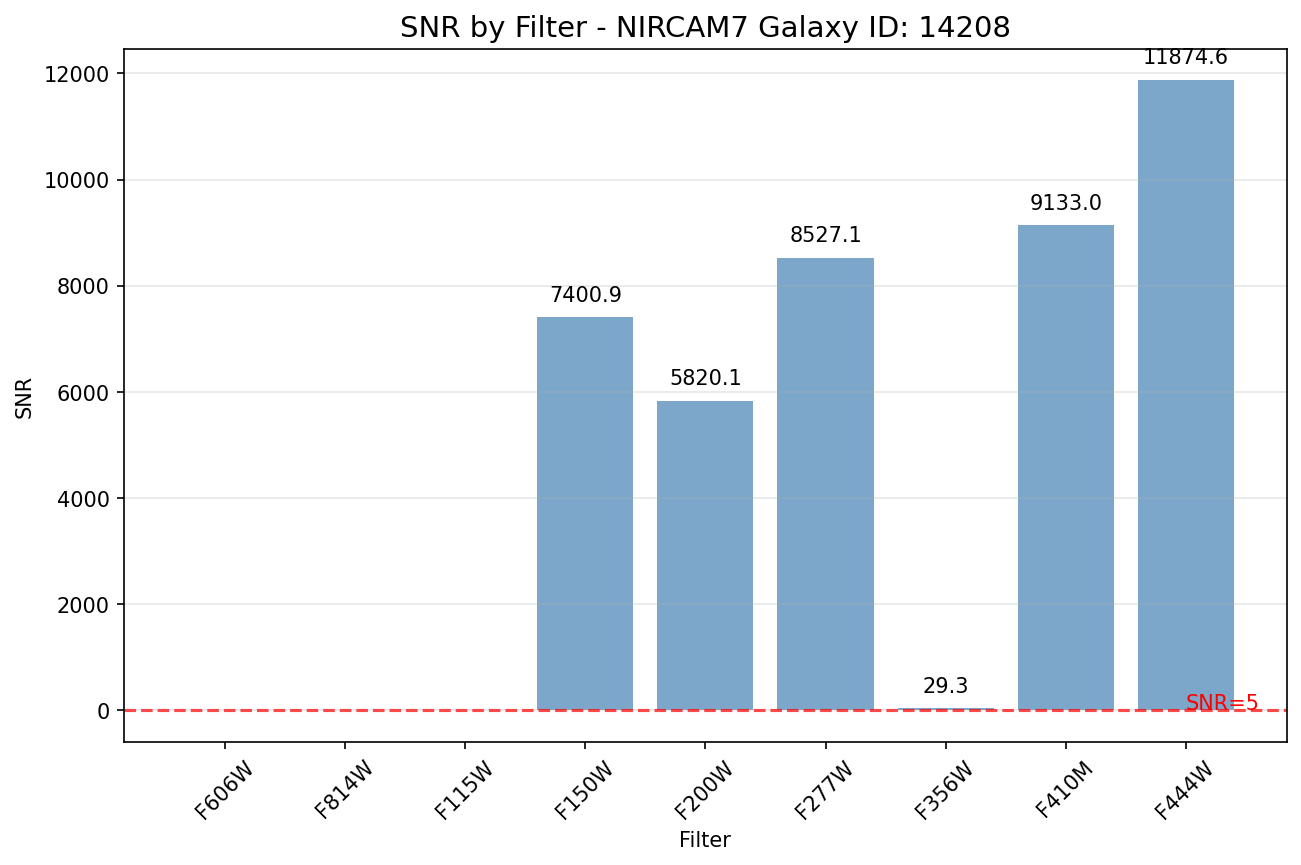 SNR by Filter - NIRCAM7 Galaxy ID: 14208
SNR
12000
10000
8000
6000
4000
2000
0
7400.9
5820.1
8527.1
29.3
9133.0
11874.6
SNR=5
F606W
F814W
F115W
F150W
F200W
F277W
F356W
F410M
F444W
Filter